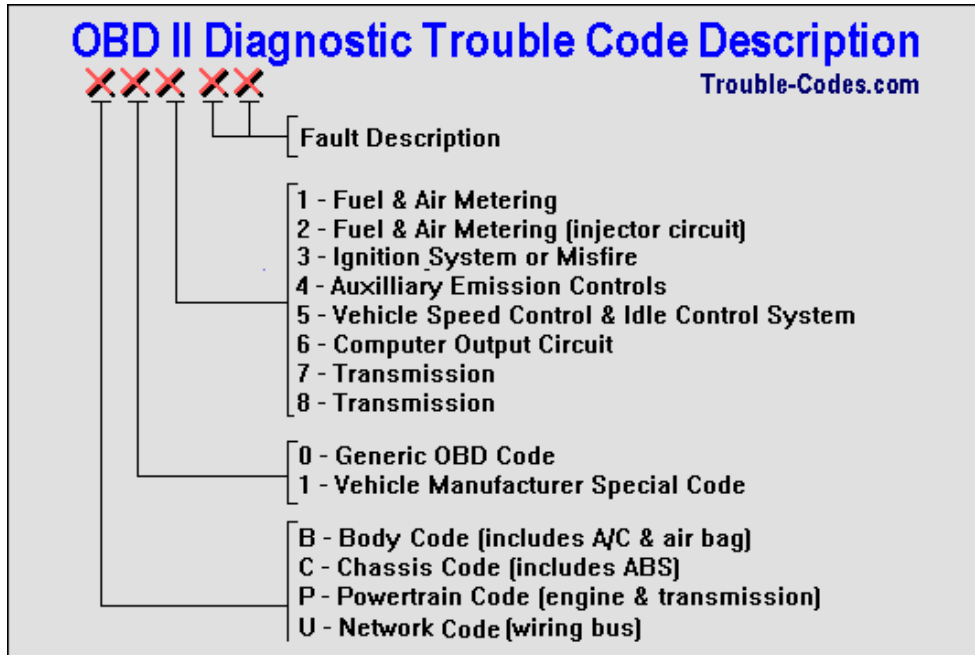 OBD II Diagnostic Trouble Code Description
Trouble-Codes.com
XXX XX
Fault Description
1 - Fuel & Air Metering
2 - Fuel & Air Metering (injector circuit)
3 - Ignition System or Misfire
4 - Auxilliary Emission Controls
5 - Vehicle Speed Control & Idle Control System
6 - Computer Output Circuit
7 - Transmission
8 - Transmission
0 - Generic OBD Code
1 - Vehicle Manufacturer Special Code
B - Body Code (includes A/C & air bag)
C - Chassis Code (includes ABS)
P - Powertrain Code (engine & transmission)
U - Network Code (wiring bus)